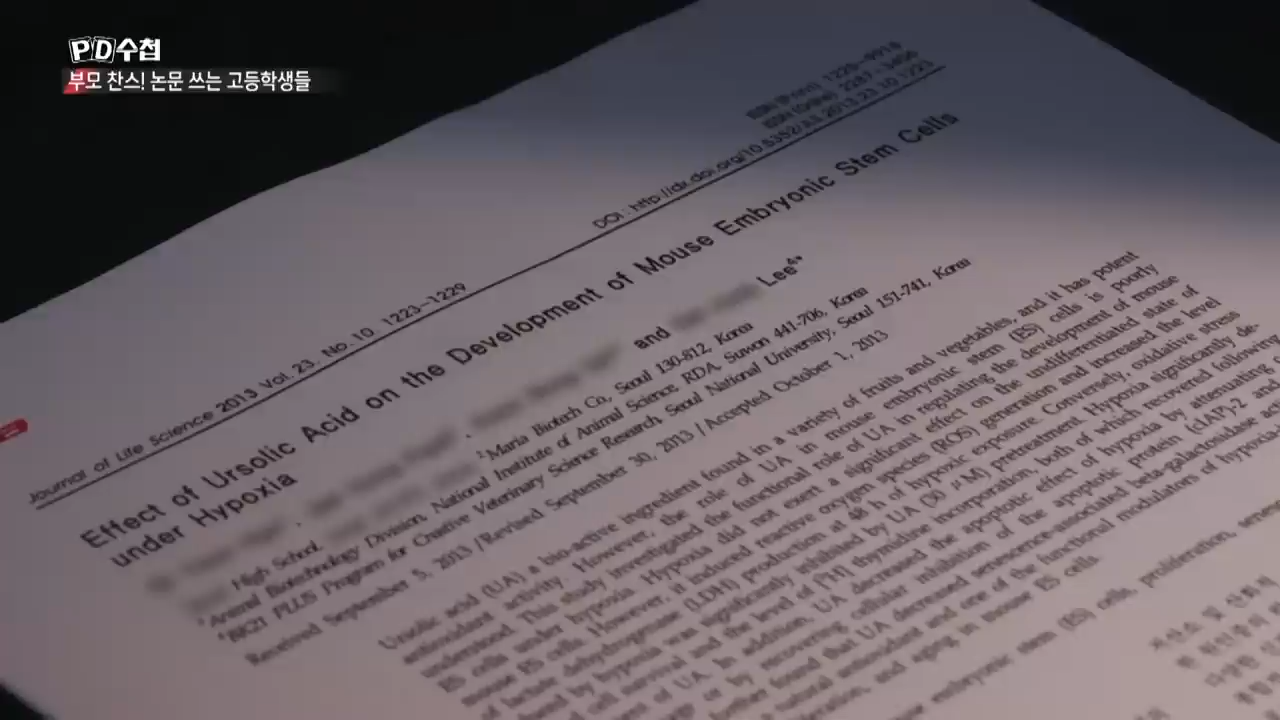 PD수첩
부모 찬스! 논문 쓰는 고등학생들
DOI : http://dx.doi.org/10.5352/JLS.2013.23.10.1223
Journal of Life Science 2013 Vol. 23. No. 10. 1223~1229
Effect of Ursolic Acid on the Development of Mouse Embryonic Stem Cells
under Hypoxia
and Lee⁴*
High School, ²Maria Biotech Co., Seoul 130-812, Korea
³Animal Biotechnology Division, National Institute of Animal Sciences RDA, Suwon 441-706, Korea
⁴BK21 PLUS Program for Creative Veterinary Science Research, Seoul National University, Seoul 151-741, Korea
Received September 5, 2013 / Revised September 30, 2013 / Accepted October 1, 2013
Ursolic acid (UA) a bio-active ingredient found in a variety of fruits and vegetables, and it has potent
antioxidant activity. However, the role of UA in mouse embryonic stem (ES) cells is poorly
understood. This study investigated the functional role of UA in regulating the development of mouse
ES cells under hypoxia. Hypoxia did not exert a significant effect on the undifferentiated state of
mouse ES cells. However, it induced reactive oxygen species (ROS) generation and increased the level
of lactate dehydrogenase (LDH) production at 48 h of hypoxic exposure. Conversely, oxidative stress
induced by hypoxia was significantly inhibited by UA (30 μM) pretreatment. Hypoxia significantly de-
cell survival and the level of [³H] thymidine incorporation, both of which recovered following
of UA. In addition, UA decreased the apoptotic effect of hypoxia by attenuating
or by recovering cellular inhibition of the apoptotic protein (cIAP)-2 and
further found that UA decreased senescence-associated beta-galactosidase
natural antioxidant and one of the functional modulators of hypoxia
and aging in mouse ES cells.
embryonic stem (ES) cells, proliferation,